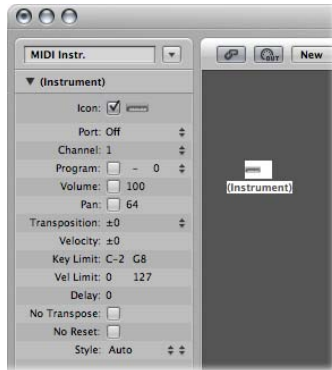 MIDI Instr.
OUT
New
(Instrument)
Icon:
Port: Off
Channel: 1
Program: – 0
Volume: 100
Pan: 64
(Instrument)
Transposition: ±0
Velocity: ±0
Key Limit: C-2 G8
Vel Limit: 0 127
Delay: 0
No Transpose:
No Reset:
Style: Auto